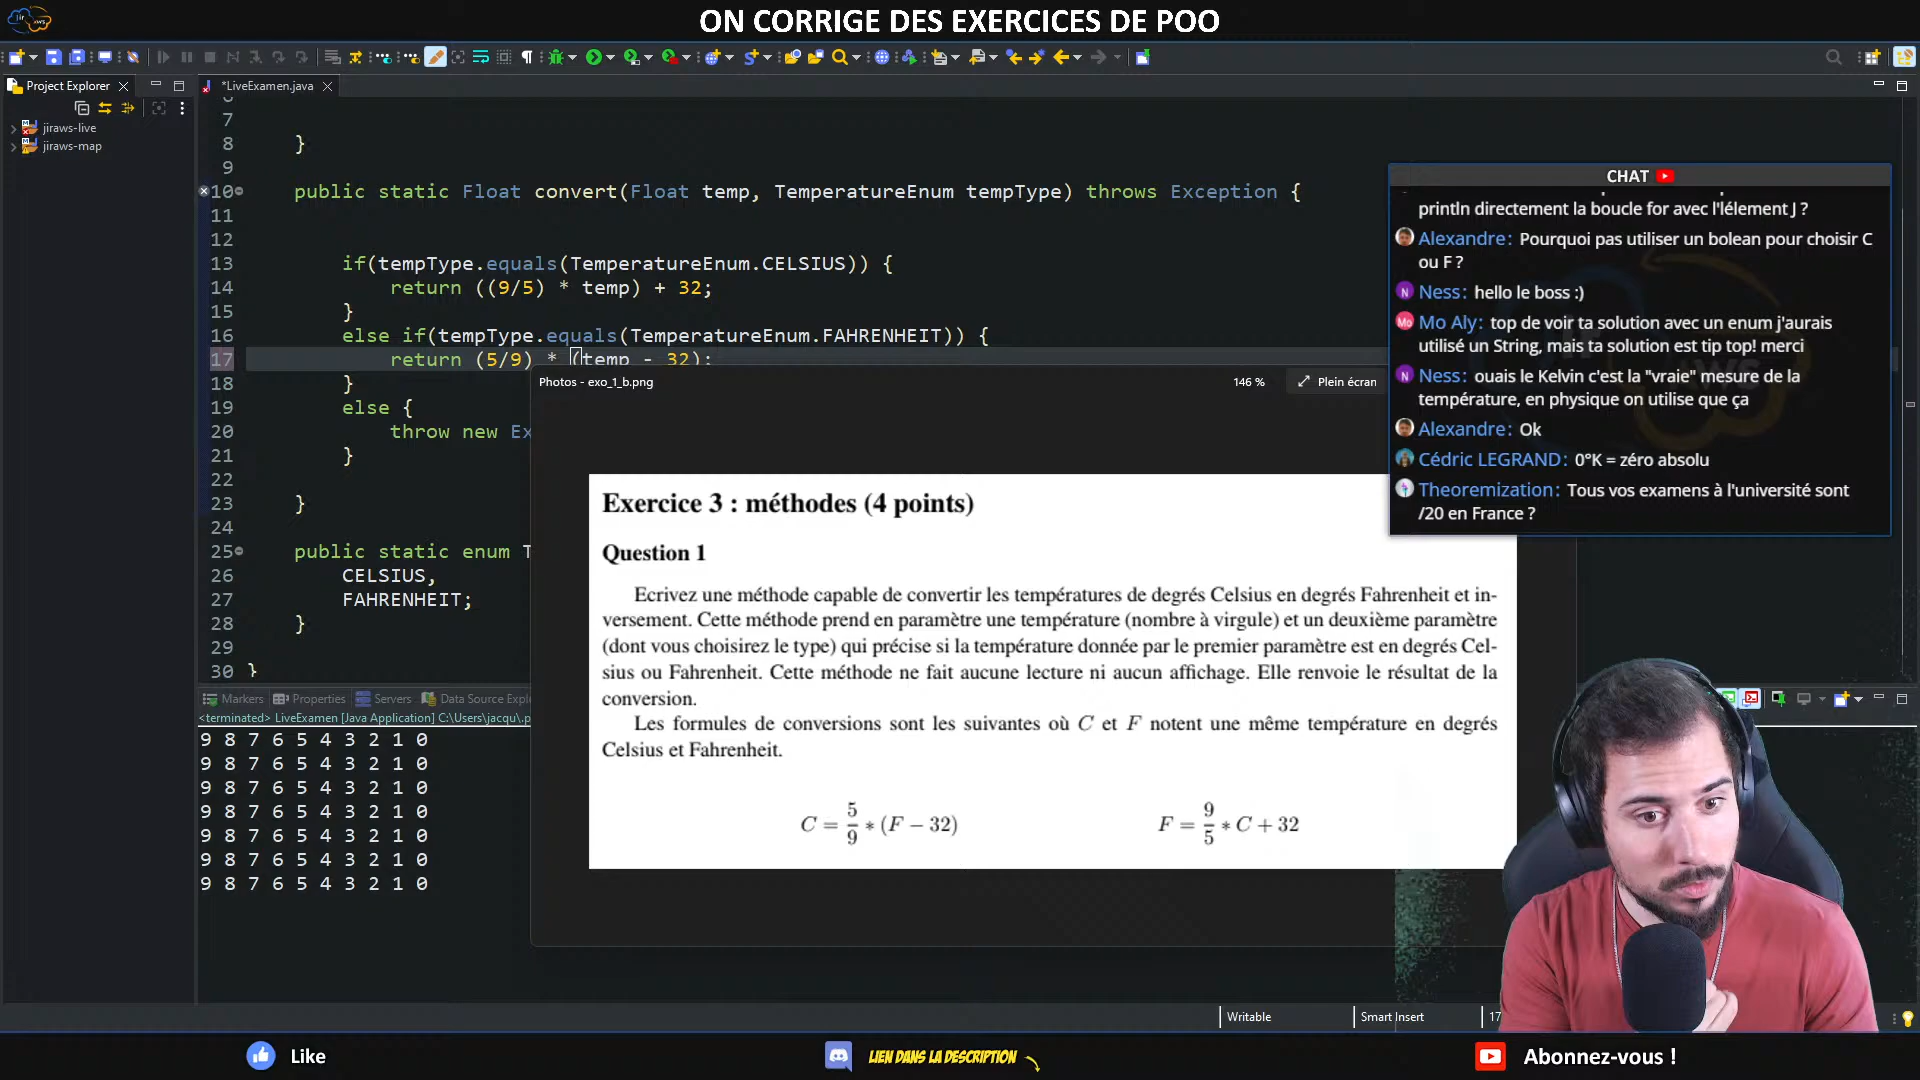 ON CORRIGE DES EXERCICES DE POO
Project Explorer
*LiveExamen.java
jiraws-live
jiraws-map
7
8 }
9
10 public static Float convert(Float temp, TemperatureEnum tempType) throws Exception {
11
12
13 if(tempType.equals(TemperatureEnum.CELSIUS)) {
14 return ((9/5) * temp) + 32;
15 }
16 else if(tempType.equals(TemperatureEnum.FAHRENHEIT)) {
17 return (5/9) * (temp - 32);
18 }
19 else {
20 throw new Ex
21 }
22
23 }
24
25 public static enum T
26 CELSIUS,
27 FAHRENHEIT;
28 }
29
30 }
CHAT
println directement la boucle for avec l'lélement J ?
Alexandre: Pourquoi pas utiliser un bolean pour choisir C
ou F ?
Ness: hello le boss :)
Mo Aly: top de voir ta solution avec un enum j'aurais
utilisé un String, mais ta solution est tip top! merci
Ness: ouais le Kelvin c'est la "vraie" mesure de la
température, en physique on utilise que ça
Alexandre: Ok
Cédric LEGRAND: 0°K = zéro absolu
Theoremization: Tous vos examens à l'université sont
/20 en France ?
Photos - exo_1_b.png
146 %
Plein écran
Exercice 3 : méthodes (4 points)
Question 1
Ecrivez une méthode capable de convertir les températures de degrés Celsius en degrés Fahrenheit et in-
versement. Cette méthode prend en paramètre une température (nombre à virgule) et un deuxième paramètre
(dont vous choisirez le type) qui précise si la température donnée par le premier paramètre est en degrés Cel-
sius ou Fahrenheit. Cette méthode ne fait aucune lecture ni aucun affichage. Elle renvoie le résultat de la
conversion.
Les formules de conversions sont les suivantes où C et F notent une même température en degrés
Celsius et Fahrenheit.
C = 5/9 * (F − 32)
F = 9/5 * C + 32
Markers Properties Servers Data Source Explo
<terminated> LiveExamen [Java Application] C:\Users\jacqu\.p
9 8 7 6 5 4 3 2 1 0
9 8 7 6 5 4 3 2 1 0
9 8 7 6 5 4 3 2 1 0
9 8 7 6 5 4 3 2 1 0
9 8 7 6 5 4 3 2 1 0
9 8 7 6 5 4 3 2 1 0
9 8 7 6 5 4 3 2 1 0
Writable
Smart Insert
17
Like
LIEN DANS LA DESCRIPTION
Abonnez-vous !